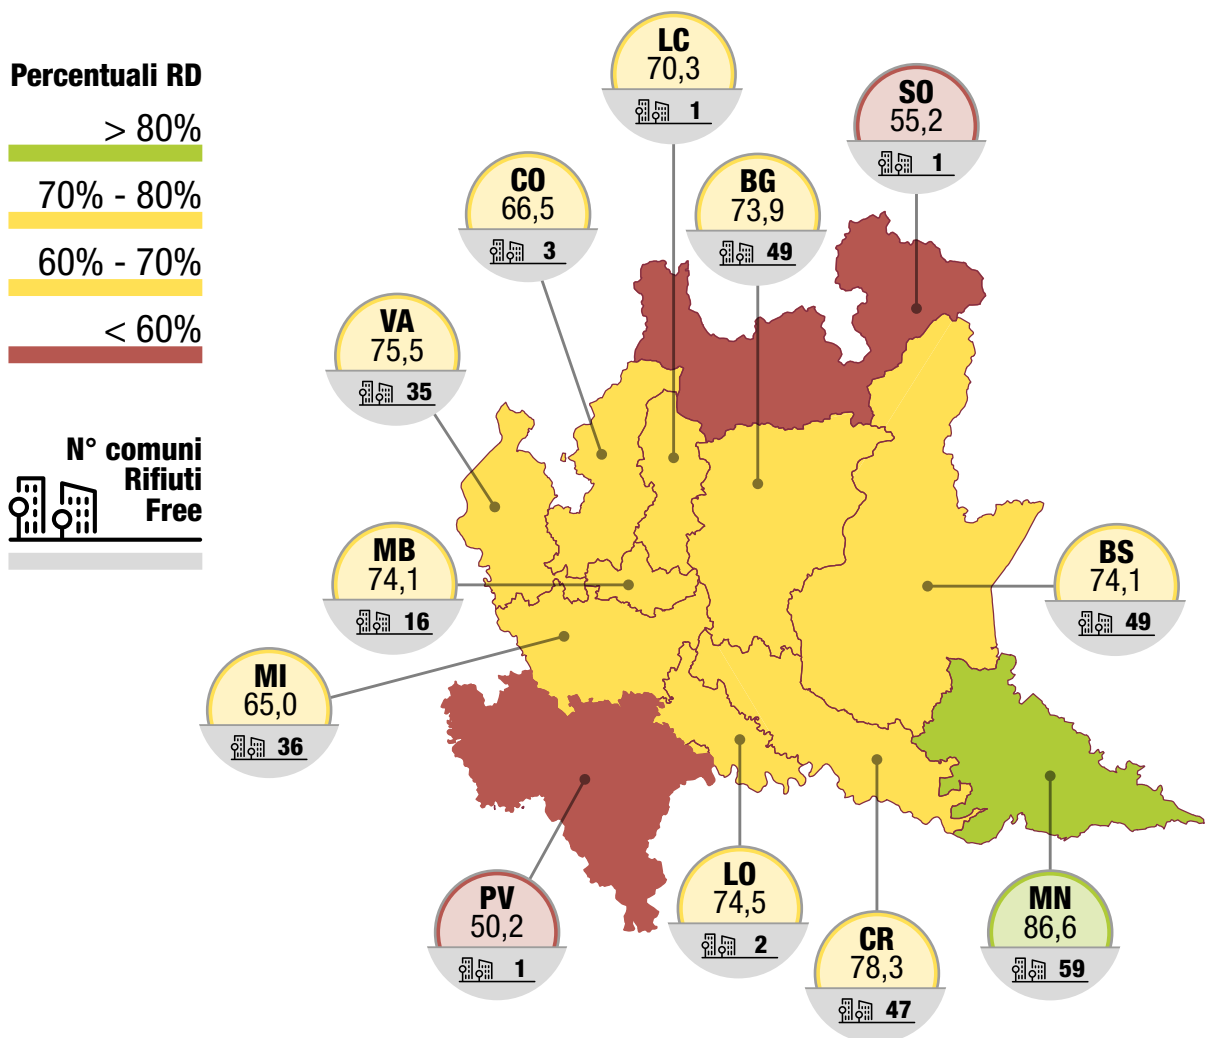 Percentuali RD
> 80%
70% - 80%
60% - 70%
< 60%
N° comuni
Rifiuti
Free
LC
70,3
1
SO
55,2
1
CO
66,5
3
BG
73,9
49
VA
75,5
35
MB
74,1
16
BS
74,1
49
MI
65,0
36
PV
50,2
1
LO
74,5
2
CR
78,3
47
MN
86,6
59